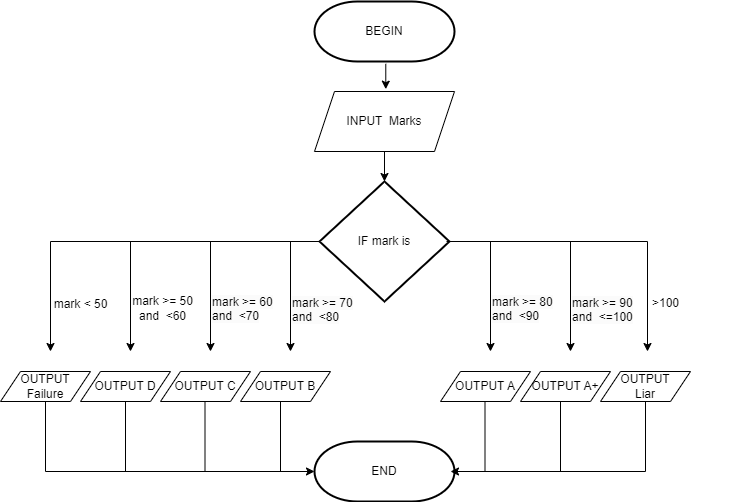 BEGIN
INPUT  Marks
IF mark is
mark < 50
mark >= 50
and  <60
mark >= 60
and  <70
mark >= 70
and  <80
mark >= 80
and  <90
mark >= 90
and  <=100
>100
OUTPUT
Failure
OUTPUT D
OUTPUT C
OUTPUT B
OUTPUT A
OUTPUT A+
OUTPUT
Liar
END